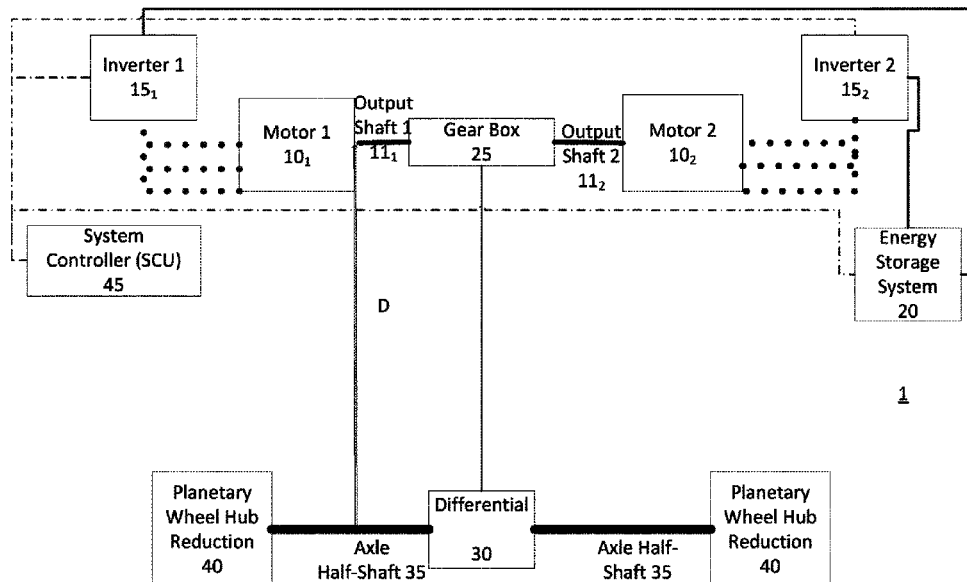 Inverter 1
15₁
Inverter 2
15₂
Motor 1
10₁
Output
Shaft 1
11₁
Gear Box
25
Output
Shaft 2
11₂
Motor 2
10₂
System
Controller (SCU)
45
Energy
Storage
System
20
D
1
Planetary
Wheel Hub
Reduction
40
Axle
Half-Shaft 35
Differential
30
Axle Half-
Shaft 35
Planetary
Wheel Hub
Reduction
40